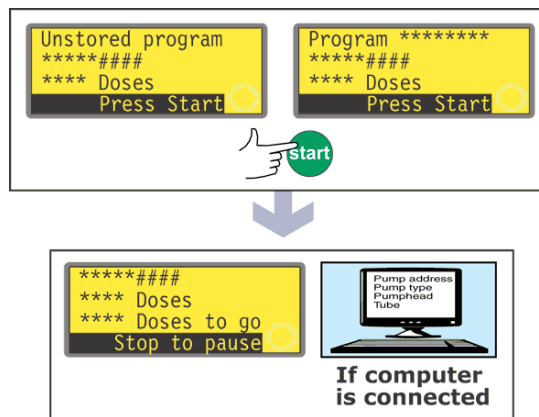 Unstored program
*****####
**** Doses
Press Start
Program ********
*****####
**** Doses
Press Start
start
*****####
**** Doses
**** Doses to go
Stop to pause
Pump address
Pump type
Pumphead
Tube
If computer
is connected